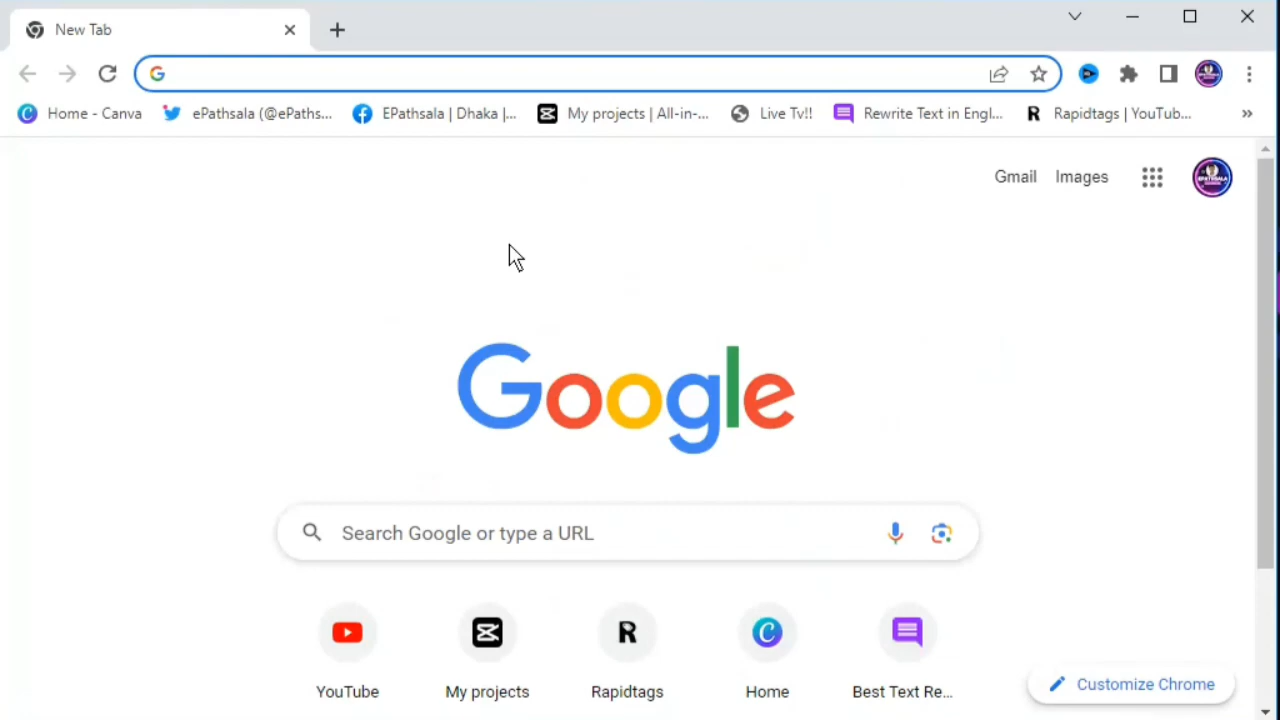 New Tab
Home - Canva
ePathsala (@ePaths...
EPathsala | Dhaka |...
My projects | All-in-...
Live Tv!!
Rewrite Text in Engl...
Rapidtags | YouTub...
Gmail
Images
Google
Search Google or type a URL
YouTube
My projects
Rapidtags
Home
Best Text Re...
Customize Chrome